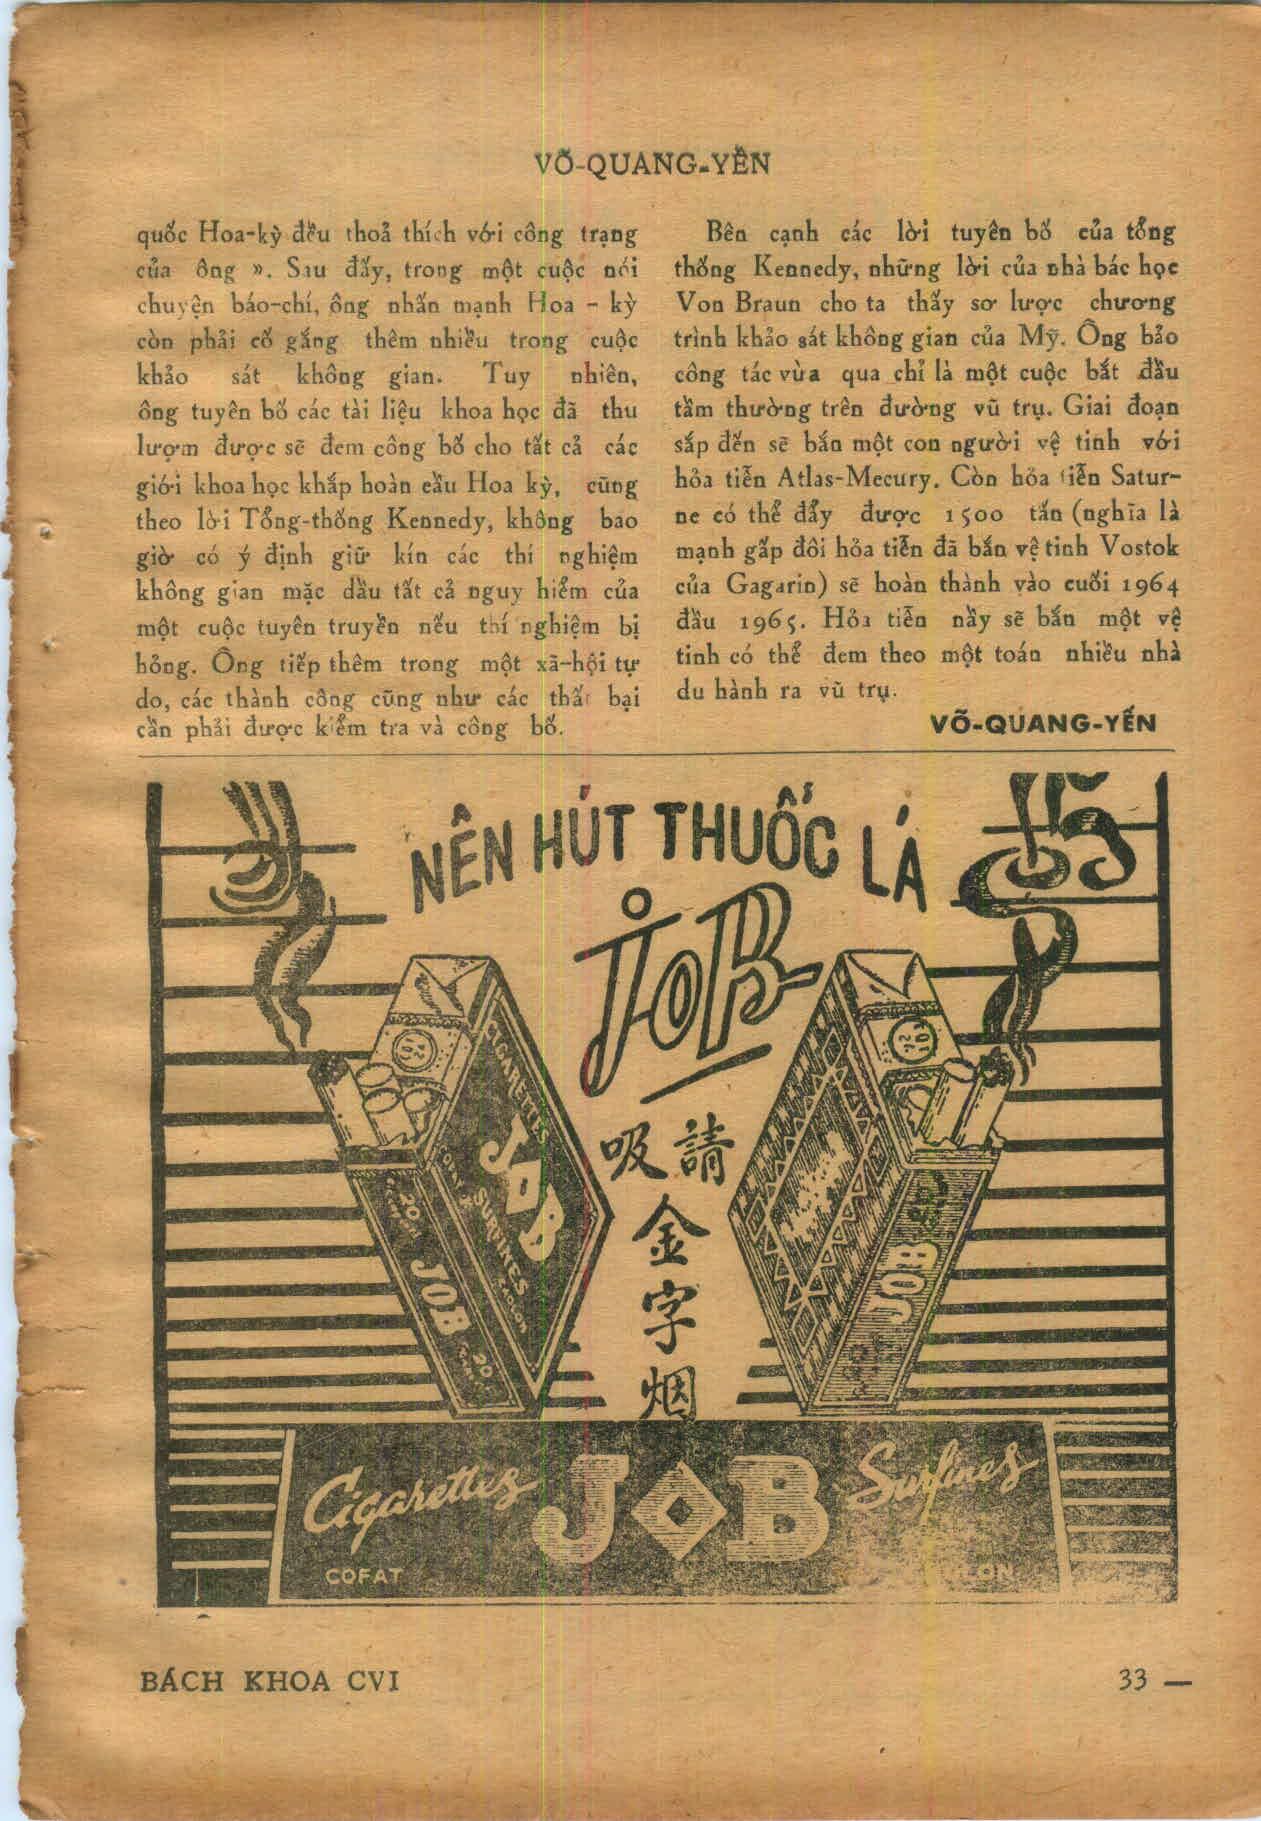 VÕ-QUANG-YẾN
quốc Hoa-kỳ đều thoả thích với công trạng
của ông ». Sau đấy, trong một cuộc nói
chuyện báo-chí, ông nhấn mạnh Hoa - kỳ
còn phải cố gắng thêm nhiều trong cuộc
khảo sát không gian. Tuy nhiên,
ông tuyên bố các tài liệu khoa học đã thu
lượm được sẽ đem công bố cho tất cả các
giới khoa học khắp hoàn cầu Hoa kỳ, cũng
theo lời Tổng-thống Kennedy, không bao
giờ có ý định giữ kín các thí nghiệm
không gian mặc dầu tất cả nguy hiểm của
một cuộc tuyên truyền nếu thí nghiệm bị
hỏng. Ông tiếp thêm trong một xã-hội tự
do, các thành công cũng như các thất bại
cần phải được kiểm tra và công bố.
Bên cạnh các lời tuyên bố của tổng
thống Kennedy, những lời của nhà bác học
Von Braun cho ta thấy sơ lược chương
trình khảo sát không gian của Mỹ. Ông bảo
công tác vừa qua chỉ là một cuộc bắt đầu
tầm thường trên đường vũ trụ. Giai đoạn
sắp đến sẽ bắn một con người vệ tinh với
hỏa tiễn Atlas-Mecury. Còn hỏa tiễn Satur-
ne có thể đẩy được 1500 tấn (nghĩa là
mạnh gấp đôi hỏa tiễn đã bắn vệ tinh Vostok
của Gagarin) sẽ hoàn thành vào cuối 1964
đầu 1965. Hỏa tiễn nầy sẽ bắn một vệ
tinh có thể đem theo một toán nhiều nhà
du hành ra vũ trụ.
VÕ-QUANG-YẾN
NÊN HÚT THUỐC LÁ
JOB
請
吸
金
字
烟
CIGARETTES
JOB
SURFINES
20 JOB 20
JOB
Cigarettes JOB Surfines
COFAT
BÁCH KHOA CVI
33 —